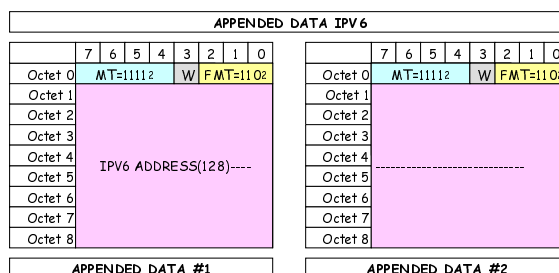 APPENDED DATA IPV6
7 6 5 4 3 2 1 0
Octet 0 MT=1111₂ W FMT=110₂
Octet 1
Octet 2
Octet 3
Octet 4 IPV6 ADDRESS(128)----
Octet 5
Octet 6
Octet 7
Octet 8
APPENDED DATA #1
7 6 5 4 3 2 1 0
Octet 0 MT=1111₂ W FMT=110₂
Octet 1
Octet 2
Octet 3
Octet 4 ----------------------------
Octet 5
Octet 6
Octet 7
Octet 8
APPENDED DATA #2